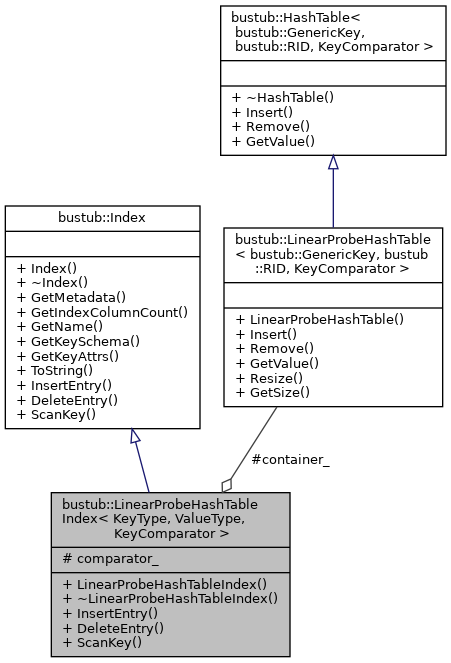 bustub::HashTable<
bustub::GenericKey,
bustub::RID, KeyComparator >
+ ~HashTable()
+ Insert()
+ Remove()
+ GetValue()
bustub::Index
+ Index()
+ ~Index()
+ GetMetadata()
+ GetIndexColumnCount()
+ GetName()
+ GetKeySchema()
+ GetKeyAttrs()
+ ToString()
+ InsertEntry()
+ DeleteEntry()
+ ScanKey()
bustub::LinearProbeHashTable
< bustub::GenericKey, bustub
::RID, KeyComparator >
+ LinearProbeHashTable()
+ Insert()
+ Remove()
+ GetValue()
+ Resize()
+ GetSize()
#container_
bustub::LinearProbeHashTable
Index< KeyType, ValueType,
KeyComparator >
# comparator_
+ LinearProbeHashTableIndex()
+ ~LinearProbeHashTableIndex()
+ InsertEntry()
+ DeleteEntry()
+ ScanKey()